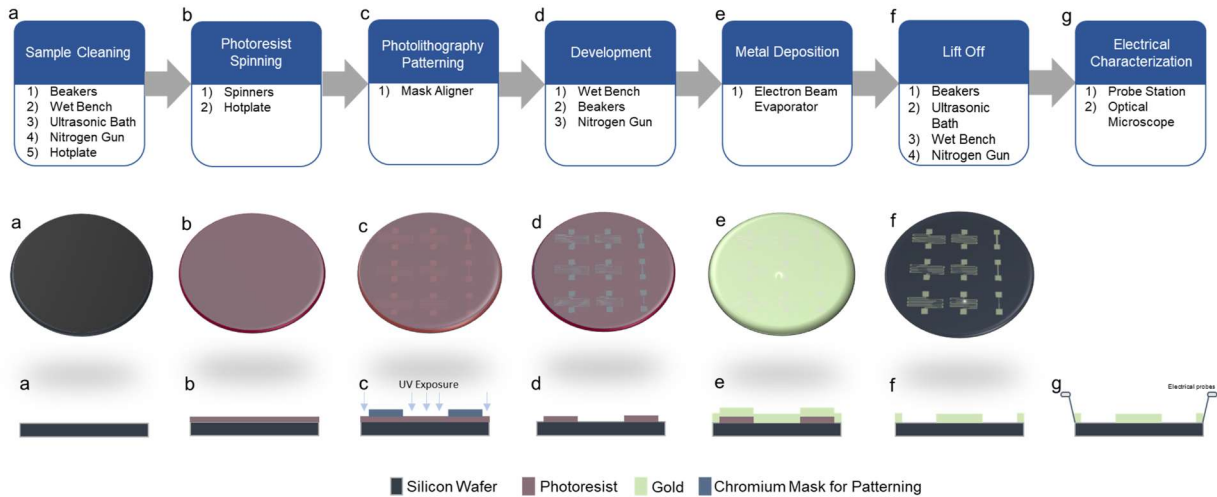 a
b
c
d
e
f
g
Sample Cleaning
1) Beakers
2) Wet Bench
3) Ultrasonic Bath
4) Nitrogen Gun
5) Hotplate
Photoresist
Spinning
1) Spinners
2) Hotplate
Photolithography
Patterning
1) Mask Aligner
Development
1) Wet Bench
2) Beakers
3) Nitrogen Gun
Metal Deposition
1) Electron Beam
Evaporator
Lift Off
1) Beakers
2) Ultrasonic
Bath
3) Wet Bench
4) Nitrogen Gun
Electrical
Characterization
1) Probe Station
2) Optical
Microscope
a
b
c
d
e
f
a
b
c
UV Exposure
d
e
f
g
Electrical probes
Silicon Wafer
Photoresist
Gold
Chromium Mask for Patterning